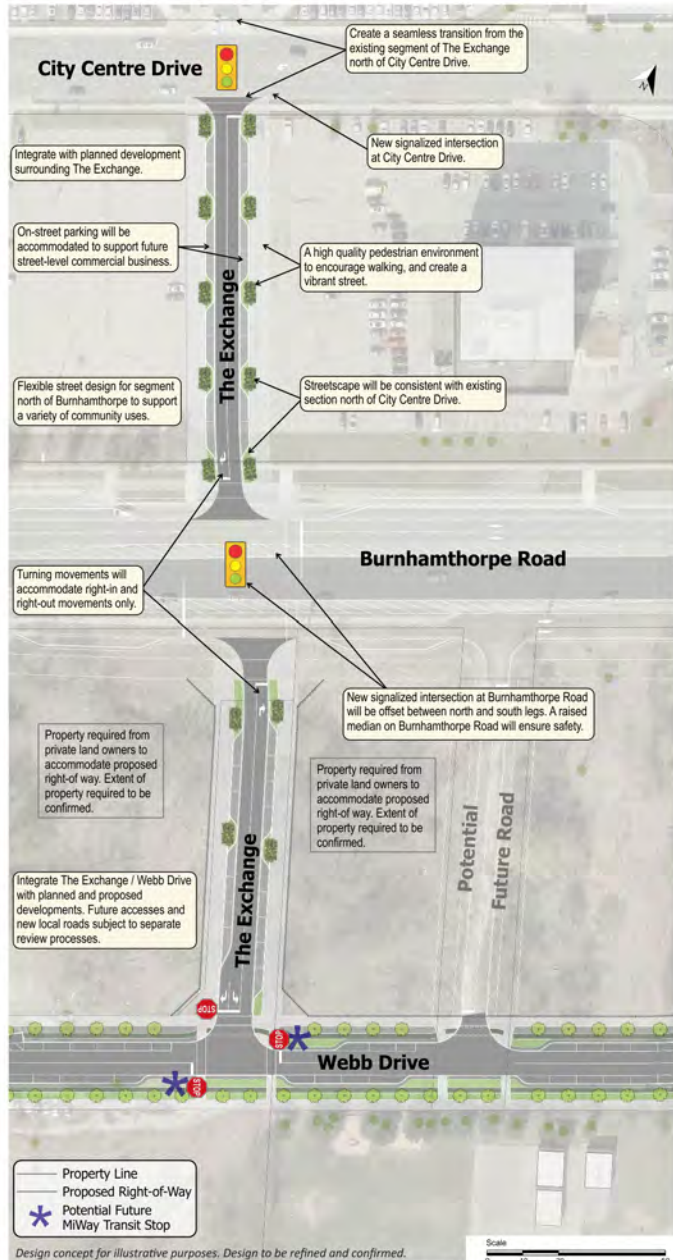 Create a seamless transition from the
existing segment of The Exchange
north of City Centre Drive.
City Centre Drive
N
New signalized intersection
at City Centre Drive.
Integrate with planned development
surrounding The Exchange.
On-street parking will be
accommodated to support future
street-level commercial business.
A high quality pedestrian environment
to encourage walking, and create a
vibrant street.
The Exchange
Flexible street design for segment
north of Burnhamthorpe to support
a variety of community uses.
Streetscape will be consistent with existing
section north of City Centre Drive.
Burnhamthorpe Road
Turning movements will
accommodate right-in and
right-out movements only.
New signalized intersection at Burnhamthorpe Road
will be offset between north and south legs. A raised
median on Burnhamthorpe Road will ensure safety.
Property required from
private land owners to
accommodate proposed
right-of way. Extent of
property required to be
confirmed.
Property required from
private land owners to
accommodate proposed
right-of way. Extent of
property required to be
confirmed.
Potential
Future Road
The Exchange
Integrate The Exchange / Webb Drive
with planned and proposed
developments. Future accesses and
new local roads subject to separate
review processes.
STOP
STOP
Webb Drive
STOP
Property Line
Proposed Right-of-Way
Potential Future
MiWay Transit Stop
Design concept for illustrative purposes. Design to be refined and confirmed.
Scale